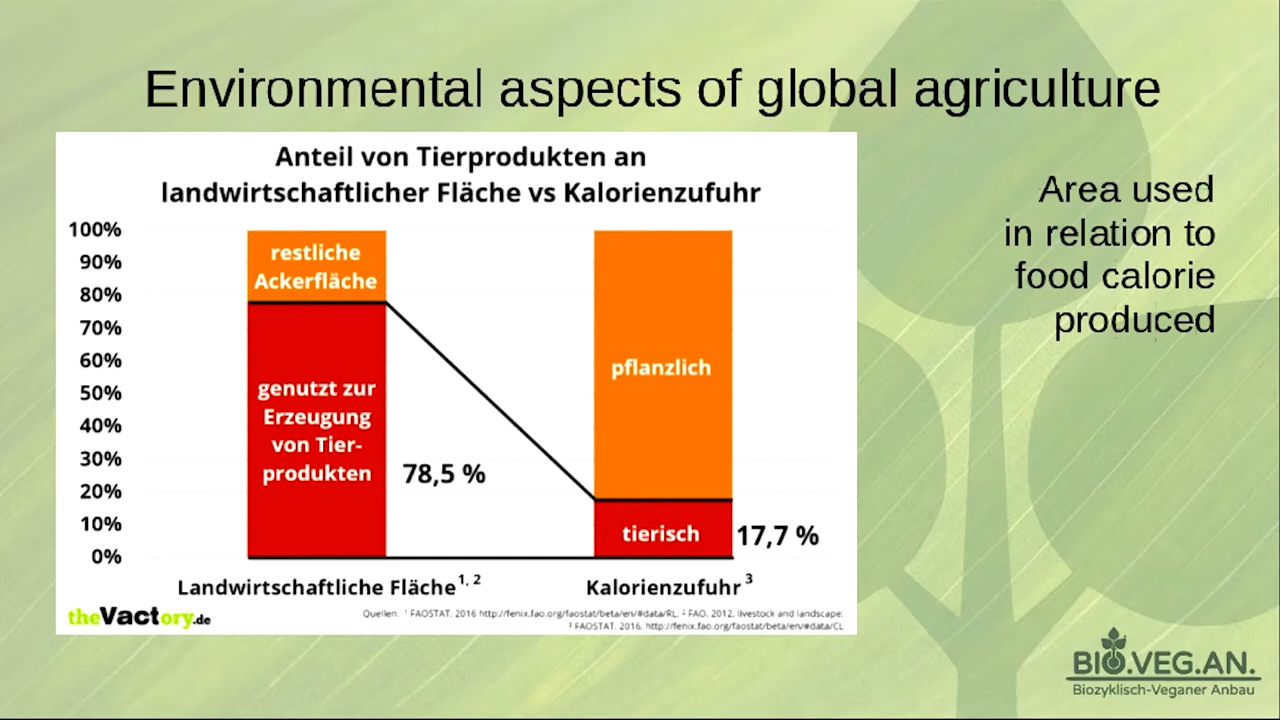 Environmental aspects of global agriculture
Anteil von Tierprodukten an
landwirtschaftlicher Fläche vs Kalorienzufuhr
100%
90%
80%
70%
60%
50%
40%
30%
20%
10%
0%
restliche
Ackerfläche
genutzt zur
Erzeugung
von Tier-
produkten
78,5 %
pflanzlich
tierisch
17,7 %
Landwirtschaftliche Fläche1, 2
Kalorienzufuhr3
theVactory.de
Quellen: ¹ FAOSTAT. 2016 http://fenix.fao.org/faostat/beta/en/#data/RL; ² FAO. 2012. livestock and landscape;
³ FAOSTAT. 2016. http://fenix.fao.org/faostat/beta/en/#data/CL
Area used
in relation to
food calorie
produced
BIO.VEG.AN.
Biozyklisch-Veganer Anbau